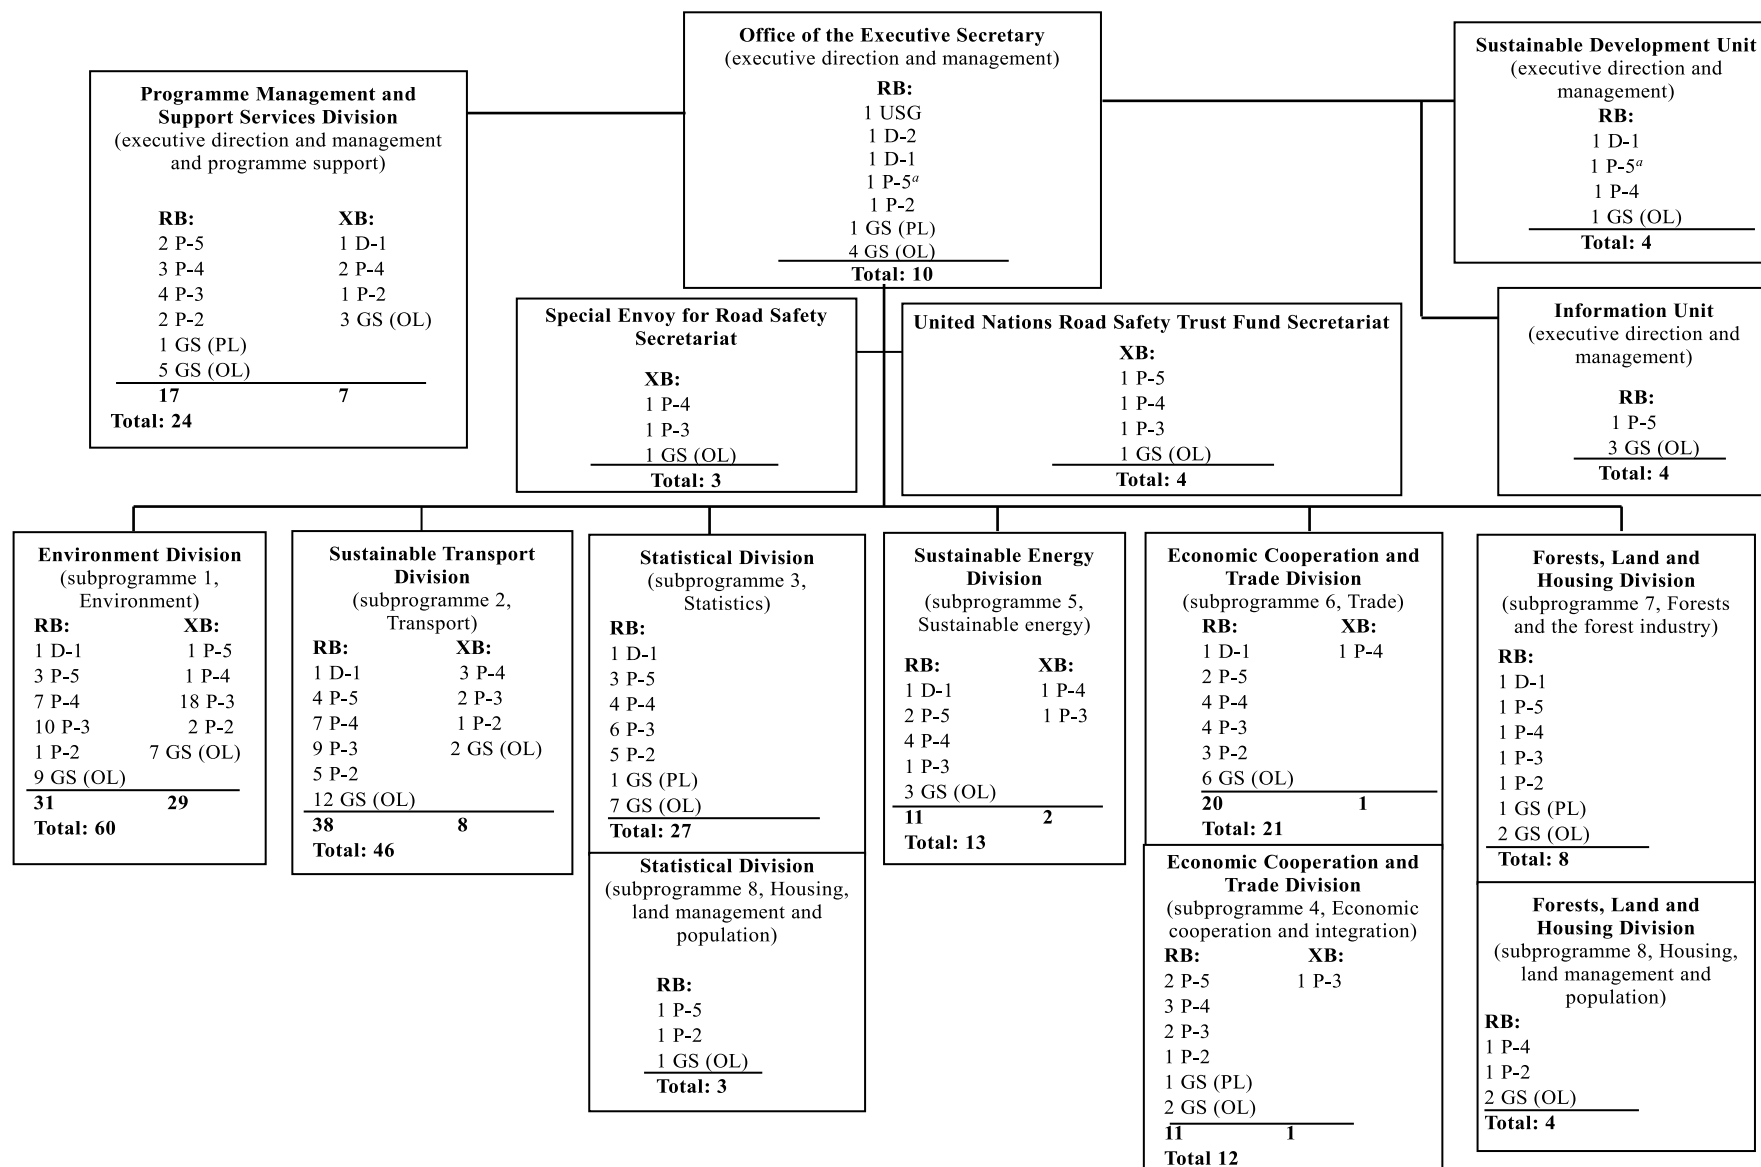 Office of the Executive Secretary
(executive direction and management)
RB:
1 USG
1 D-2
1 D-1
1 P-5a
1 P-2
1 GS (PL)
4 GS (OL)
Total: 10
Sustainable Development Unit
(executive direction and
management)
RB:
1 D-1
1 P-5a
1 P-4
1 GS (OL)
Total: 4
Programme Management and
Support Services Division
(executive direction and management
and programme support)
RB: XB:
2 P-5 1 D-1
3 P-4 2 P-4
4 P-3 1 P-2
2 P-2 3 GS (OL)
1 GS (PL)
5 GS (OL)
17 7
Total: 24
Special Envoy for Road Safety
Secretariat
XB:
1 P-4
1 P-3
1 GS (OL)
Total: 3
United Nations Road Safety Trust Fund Secretariat
XB:
1 P-5
1 P-4
1 P-3
1 GS (OL)
Total: 4
Information Unit
(executive direction and
management)
RB:
1 P-5
3 GS (OL)
Total: 4
Environment Division
(subprogramme 1,
Environment)
RB: XB:
1 D-1 1 P-5
3 P-5 1 P-4
7 P-4 18 P-3
10 P-3 2 P-2
1 P-2 7 GS (OL)
9 GS (OL)
31 29
Total: 60
Sustainable Transport
Division
(subprogramme 2,
Transport)
RB: XB:
1 D-1 3 P-4
4 P-5 2 P-3
7 P-4 1 P-2
9 P-3 2 GS (OL)
5 P-2
12 GS (OL)
38 8
Total: 46
Statistical Division
(subprogramme 3,
Statistics)
RB:
1 D-1
3 P-5
4 P-4
6 P-3
5 P-2
1 GS (PL)
7 GS (OL)
Total: 27
Statistical Division
(subprogramme 8, Housing,
land management and
population)
RB:
1 P-5
1 P-2
1 GS (OL)
Total: 3
Sustainable Energy
Division
(subprogramme 5,
Sustainable energy)
RB: XB:
1 D-1 1 P-4
2 P-5 1 P-3
4 P-4
1 P-3
3 GS (OL)
11 2
Total: 13
Economic Cooperation and
Trade Division
(subprogramme 6, Trade)
RB: XB:
1 D-1 1 P-4
2 P-5
4 P-4
4 P-3
3 P-2
6 GS (OL)
20 1
Total: 21
Economic Cooperation and
Trade Division
(subprogramme 4, Economic
cooperation and integration)
RB: XB:
2 P-5 1 P-3
3 P-4
2 P-3
1 P-2
1 GS (PL)
2 GS (OL)
11 1
Total 12
Forests, Land and
Housing Division
(subprogramme 7, Forests
and the forest industry)
RB:
1 D-1
1 P-5
1 P-4
1 P-3
1 P-2
1 GS (PL)
2 GS (OL)
Total: 8
Forests, Land and
Housing Division
(subprogramme 8, Housing,
land management and
population)
RB:
1 P-4
1 P-2
2 GS (OL)
Total: 4